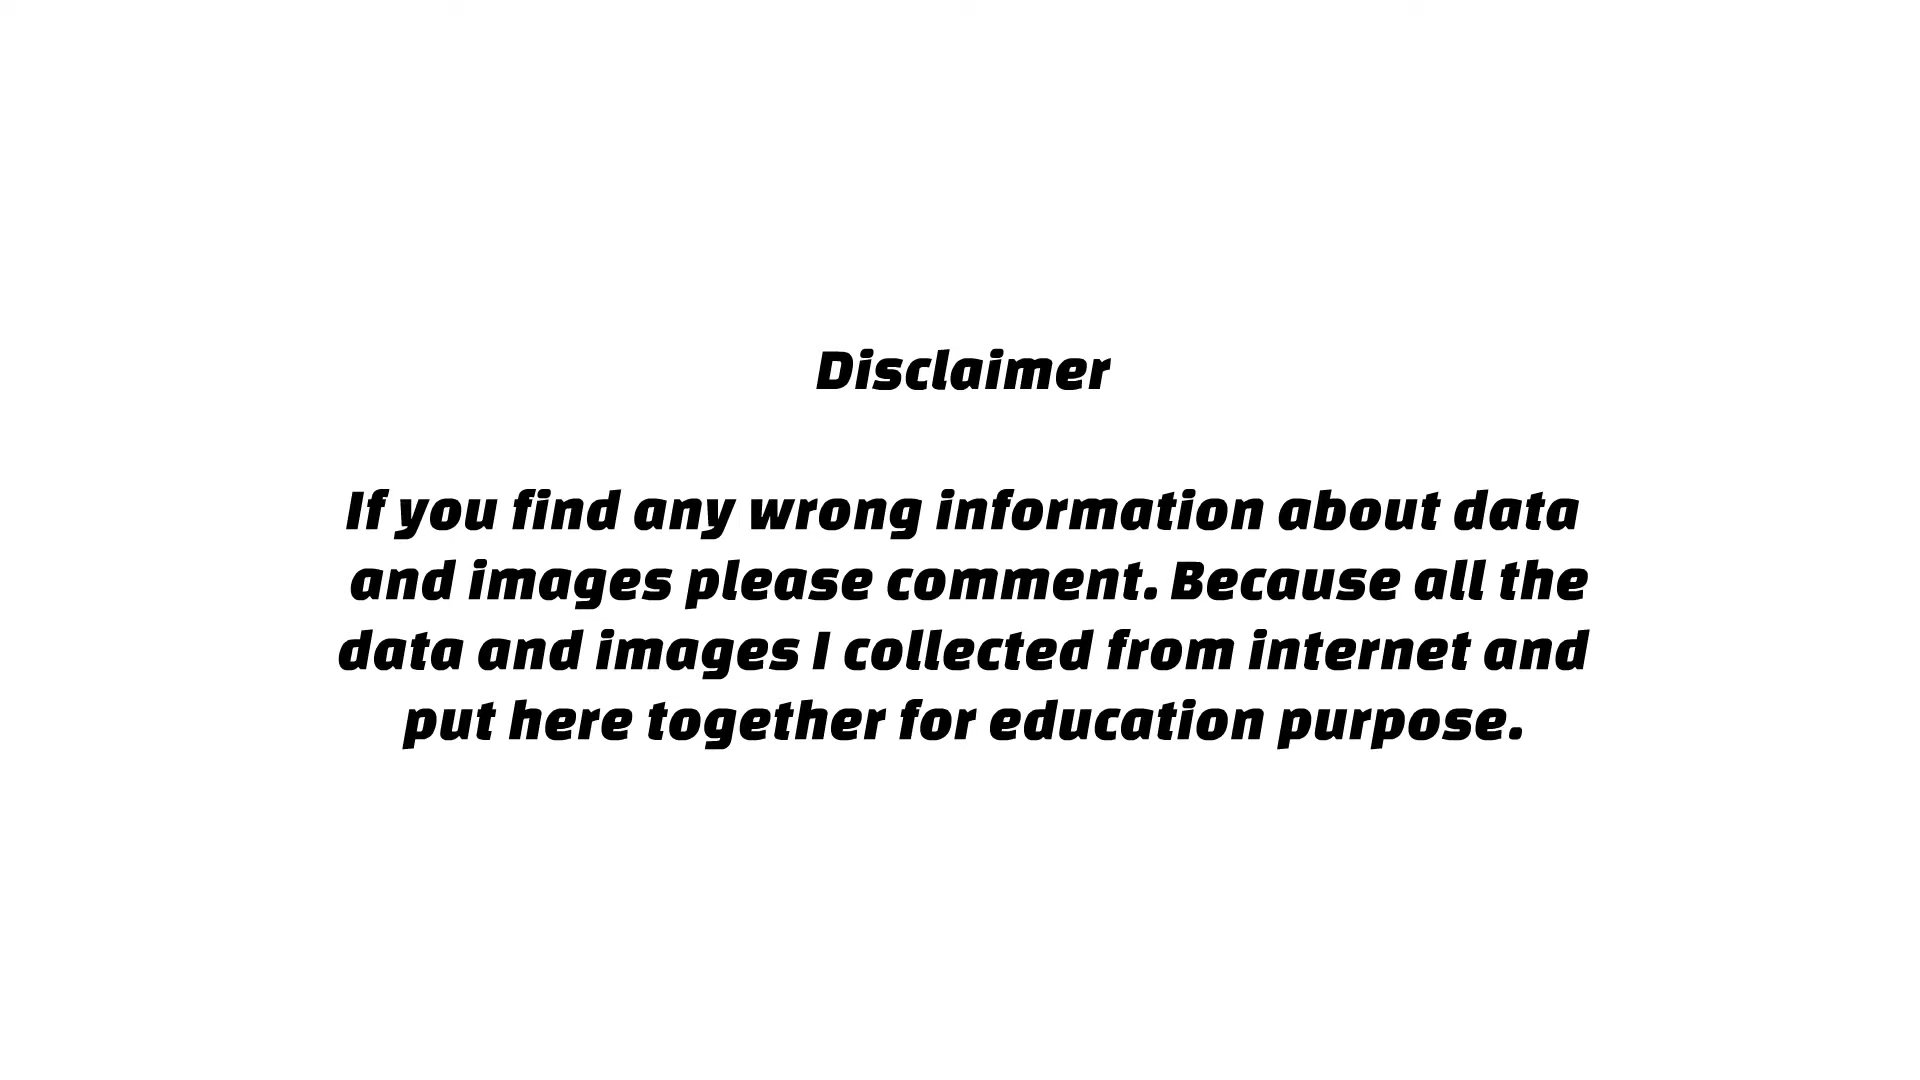 Disclaimer
If you find any wrong information about data
and images please comment. Because all the
data and images I collected from internet and
put here together for education purpose.